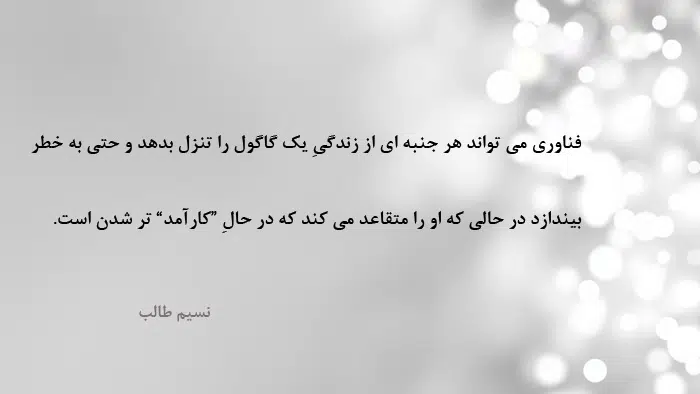 فناوری می تواند هر جنبه ای از زندگیِ یک گاگول را تنزل بدهد و حتی به خطر
بیندازد در حالی که او را متقاعد می کند که در حالِ ”کارآمد“ تر شدن است.
نسیم طالب